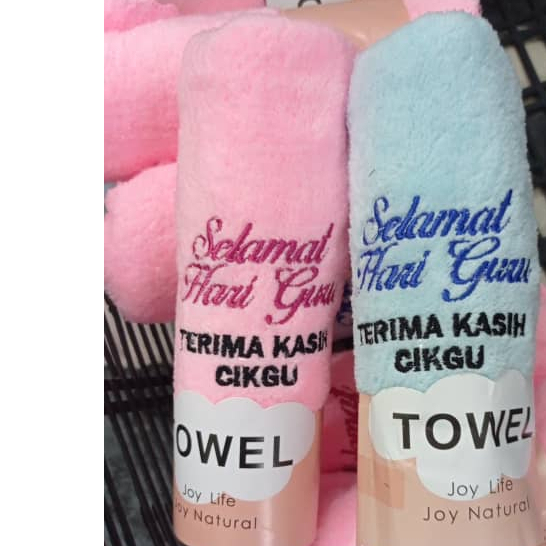 Selamat
Hari Guru
TERIMA KASIH
CIKGU
OWEL
Joy Life
Joy Natural
Selamat
Hari Guru
TERIMA KASIH
CIKGU
TOWEL
Joy Life
Joy Natural